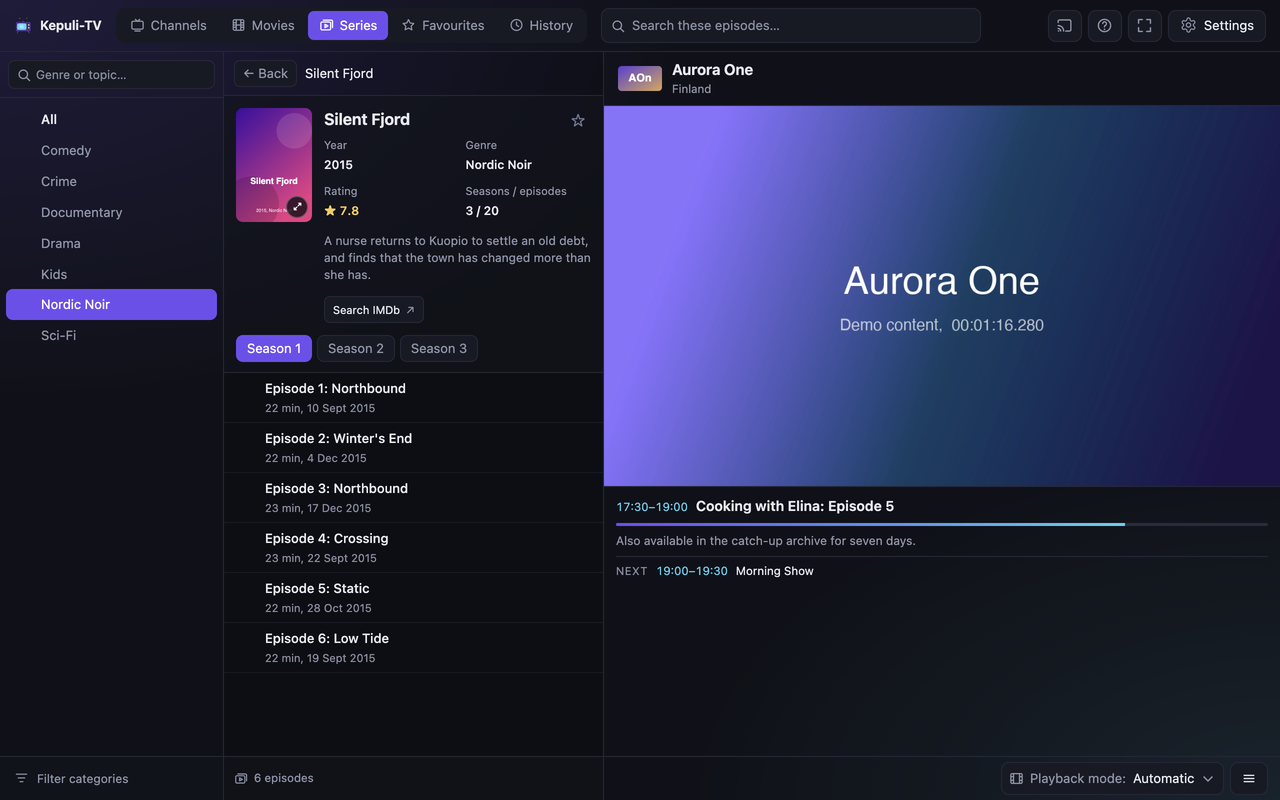 Kepuli-TV
Channels
Movies
Series
Favourites
History
Search these episodes...
Settings
Genre or topic...
All
Comedy
Crime
Documentary
Drama
Kids
Nordic Noir
Sci-Fi
Filter categories
Back
Silent Fjord
Silent Fjord
2015, Nordic
Silent Fjord
Year
2015
Genre
Nordic Noir
Rating
7.8
Seasons / episodes
3 / 20
A nurse returns to Kuopio to settle an old debt,
and finds that the town has changed more than
she has.
Search IMDb
Season 1
Season 2
Season 3
Episode 1: Northbound
22 min, 10 Sept 2015
Episode 2: Winter's End
22 min, 4 Dec 2015
Episode 3: Northbound
23 min, 17 Dec 2015
Episode 4: Crossing
23 min, 22 Sept 2015
Episode 5: Static
22 min, 28 Oct 2015
Episode 6: Low Tide
22 min, 19 Sept 2015
6 episodes
AOn
Aurora One
Finland
Aurora One
Demo content, 00:01:16.280
17:30–19:00 Cooking with Elina: Episode 5
Also available in the catch-up archive for seven days.
NEXT 19:00–19:30 Morning Show
Playback mode: Automatic